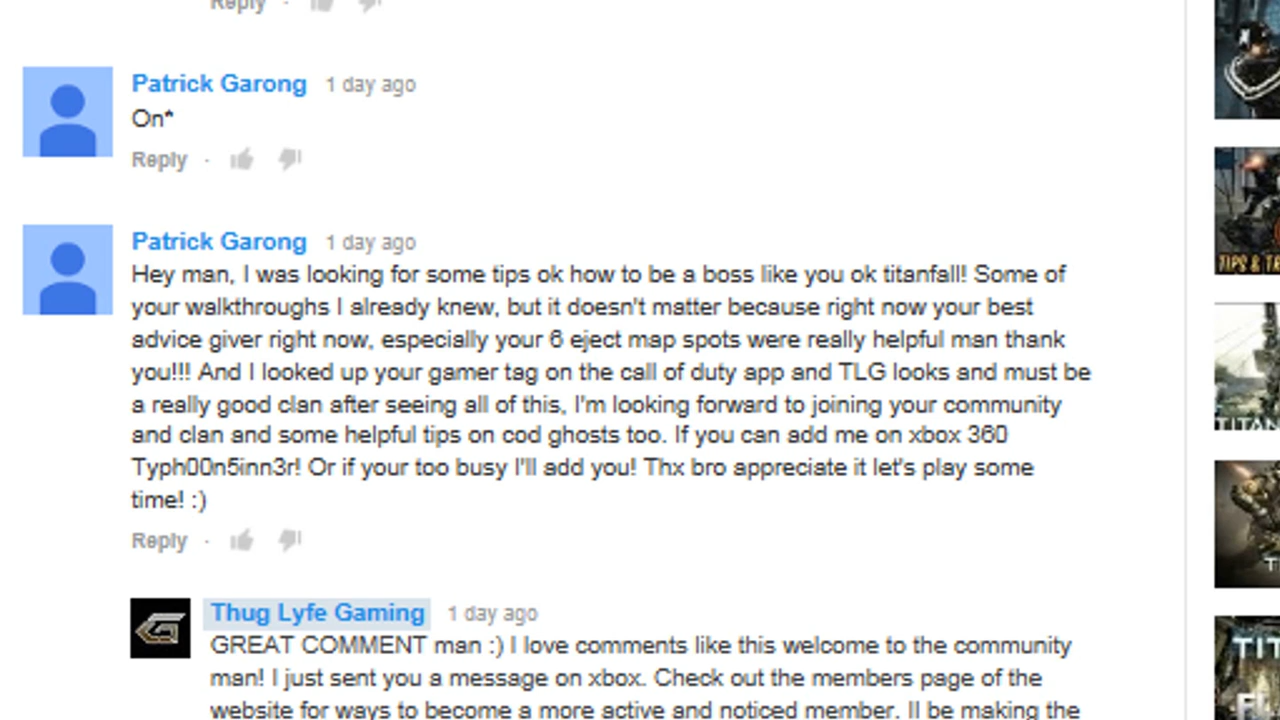 Reply ·
Patrick Garong 1 day ago
On*
Reply ·
Patrick Garong 1 day ago
Hey man, I was looking for some tips ok how to be a boss like you ok titanfall! Some of
your walkthroughs I already knew, but it doesn't matter because right now your best
advice giver right now, especially your 6 eject map spots were really helpful man thank
you!!! And I looked up your gamer tag on the call of duty app and TLG looks and must be
a really good clan after seeing all of this, I'm looking forward to joining your community
and clan and some helpful tips on cod ghosts too. If you can add me on xbox 360
Typh00n5inn3r! Or if your too busy I'll add you! Thx bro appreciate it let's play some
time! :)
Reply ·
Thug Lyfe Gaming 1 day ago
GREAT COMMENT man :) I love comments like this welcome to the community
man! I just sent you a message on xbox. Check out the members page of the
website for ways to become a more active and noticed member. Il be making the
TIPS & TR
TITAN
TIT